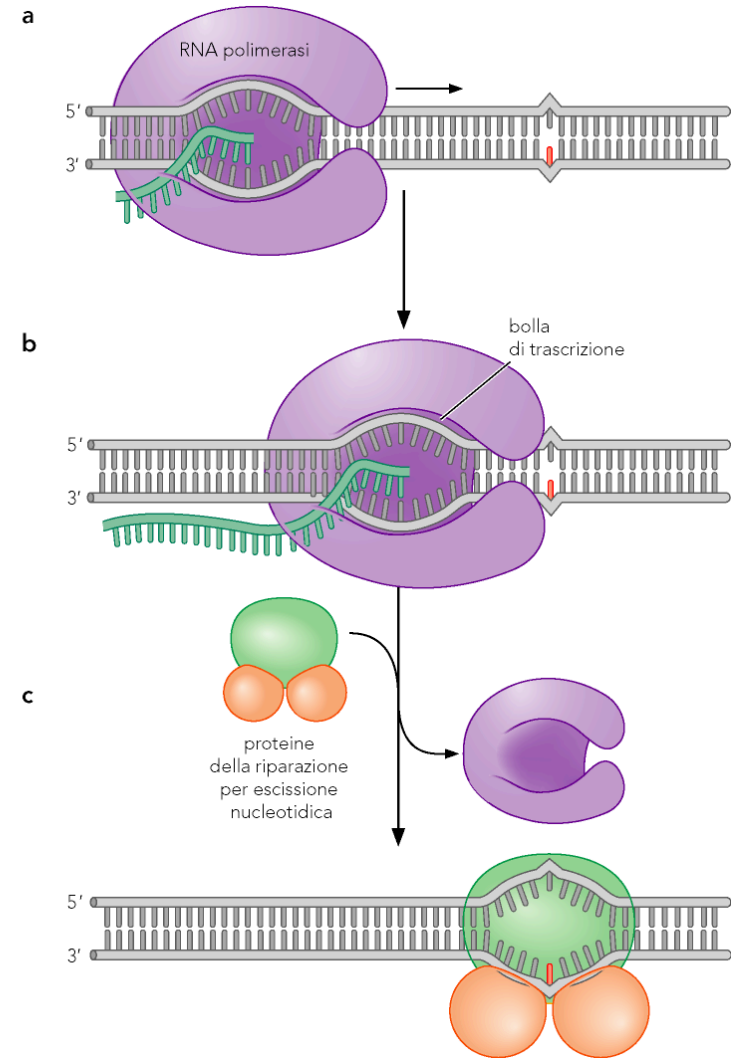 a
RNA polimerasi
5′
3′
b
bolla
di trascrizione
5′
3′
c
proteine
della riparazione
per escissione
nucleotidica
5′
3′